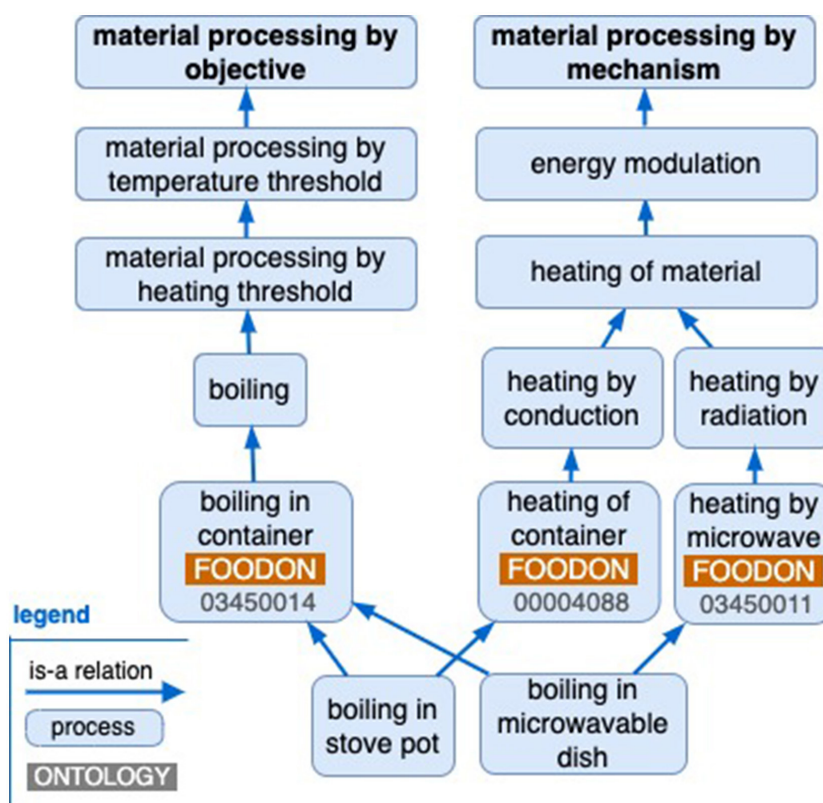 material processing by
objective
material processing by
mechanism
material processing by
temperature threshold
energy modulation
material processing by
heating threshold
heating of material
boiling
heating by
conduction
heating by
radiation
boiling in
container
FOODON
03450014
heating of
container
FOODON
00004088
heating by
microwave
FOODON
03450011
legend
is-a relation
process
ONTOLOGY
boiling in
stove pot
boiling in
microwavable
dish